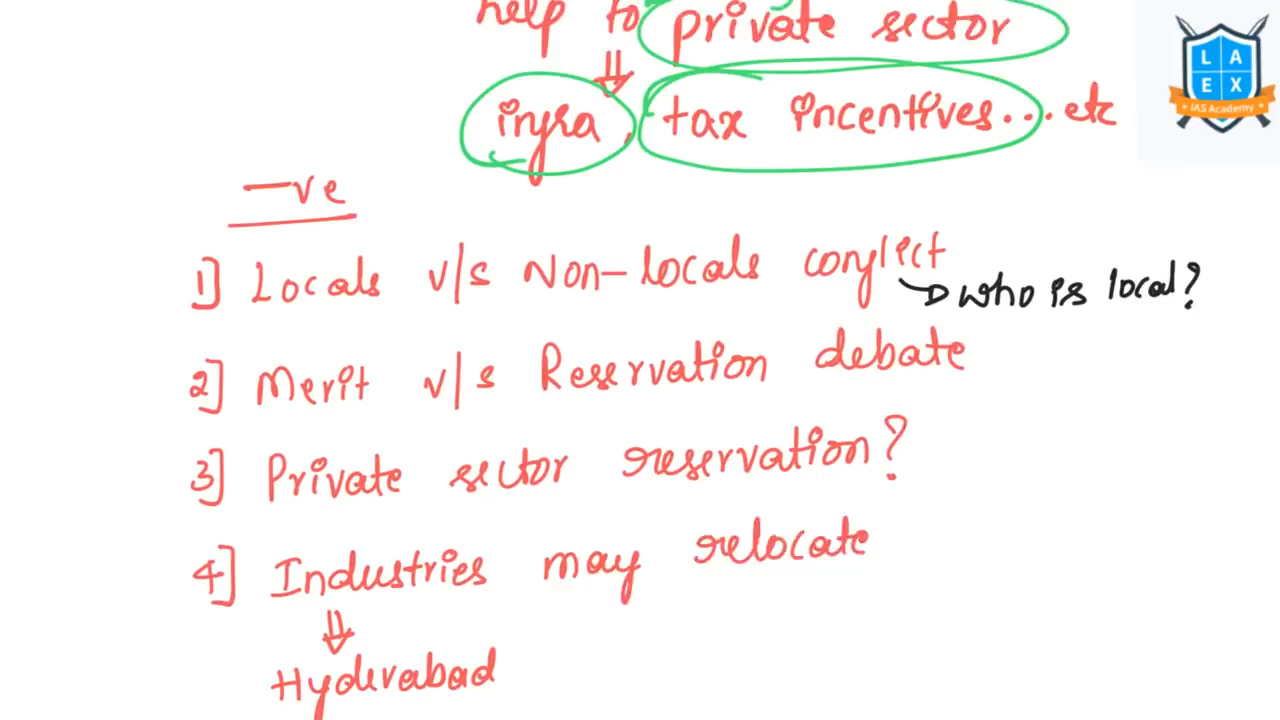 help to private sector
⇓
infra, tax incentives... etc
L A
E X
IAS Academy
-ve
1] Locals v/s Non-locals conflict
→ who is local?
2] Merit v/s Reservation debate
3] Private sector reservation?
4] Industries may relocate
⇓
Hyderabad